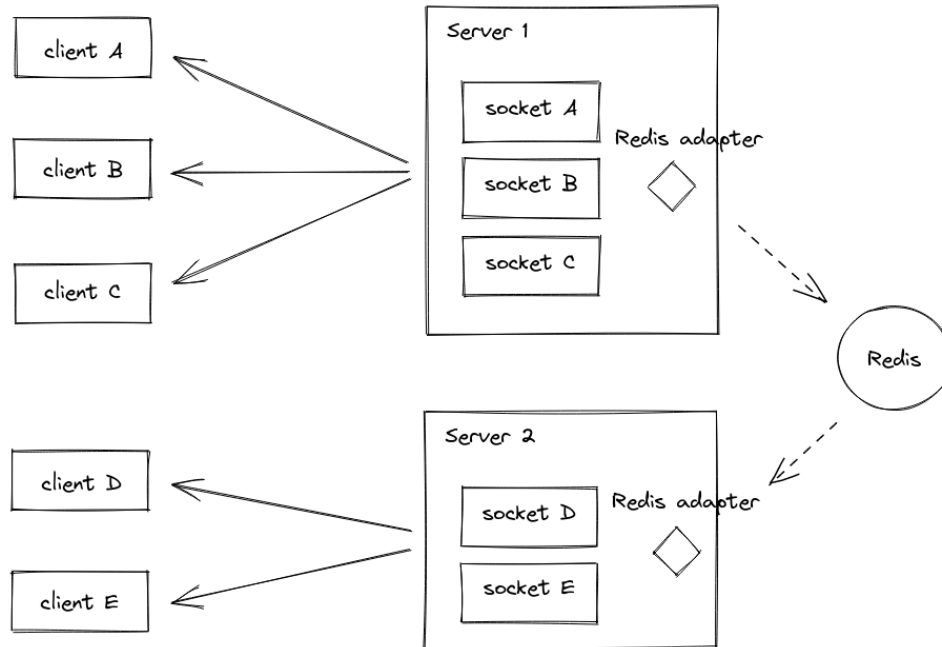 client A
client B
client C
Server 1
socket A
socket B
socket C
Redis adapter
Redis
client D
client E
Server 2
socket D
socket E
Redis adapter